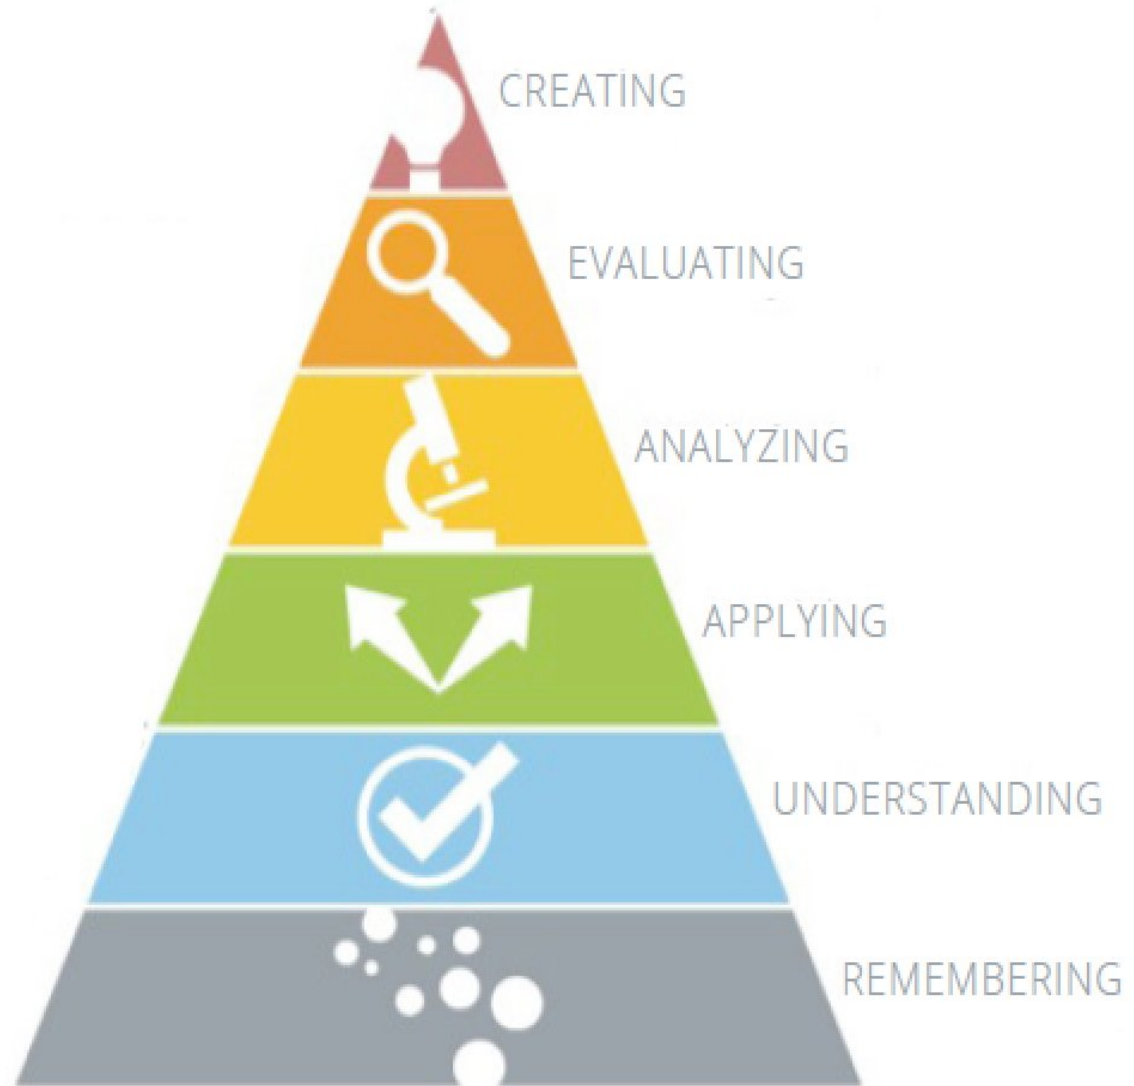 CREATING
EVALUATING
ANALYZING
APPLYING
UNDERSTANDING
REMEMBERING